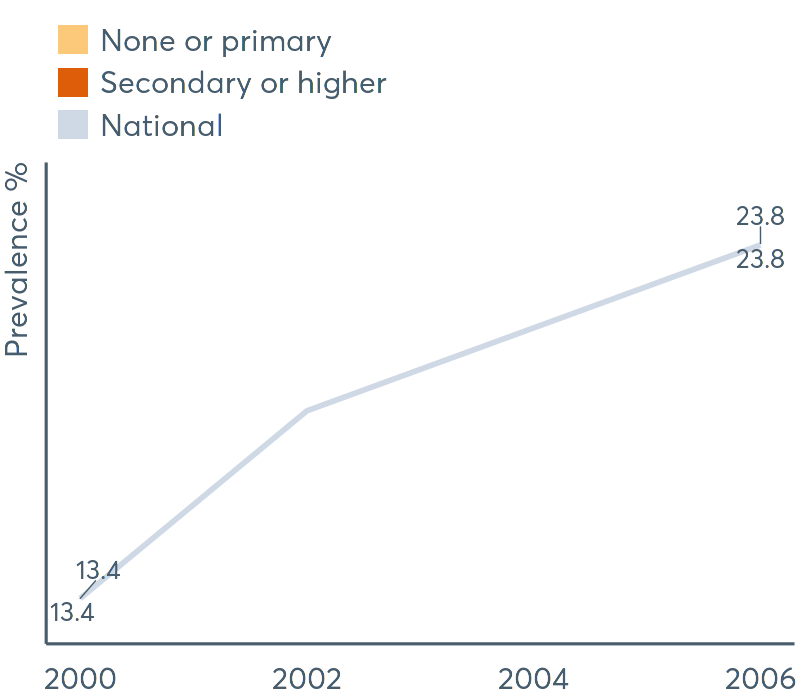 None or primary
Secondary or higher
National
Prevalence %
23.8
23.8
13.4
13.4
2000 2002 2004 2006